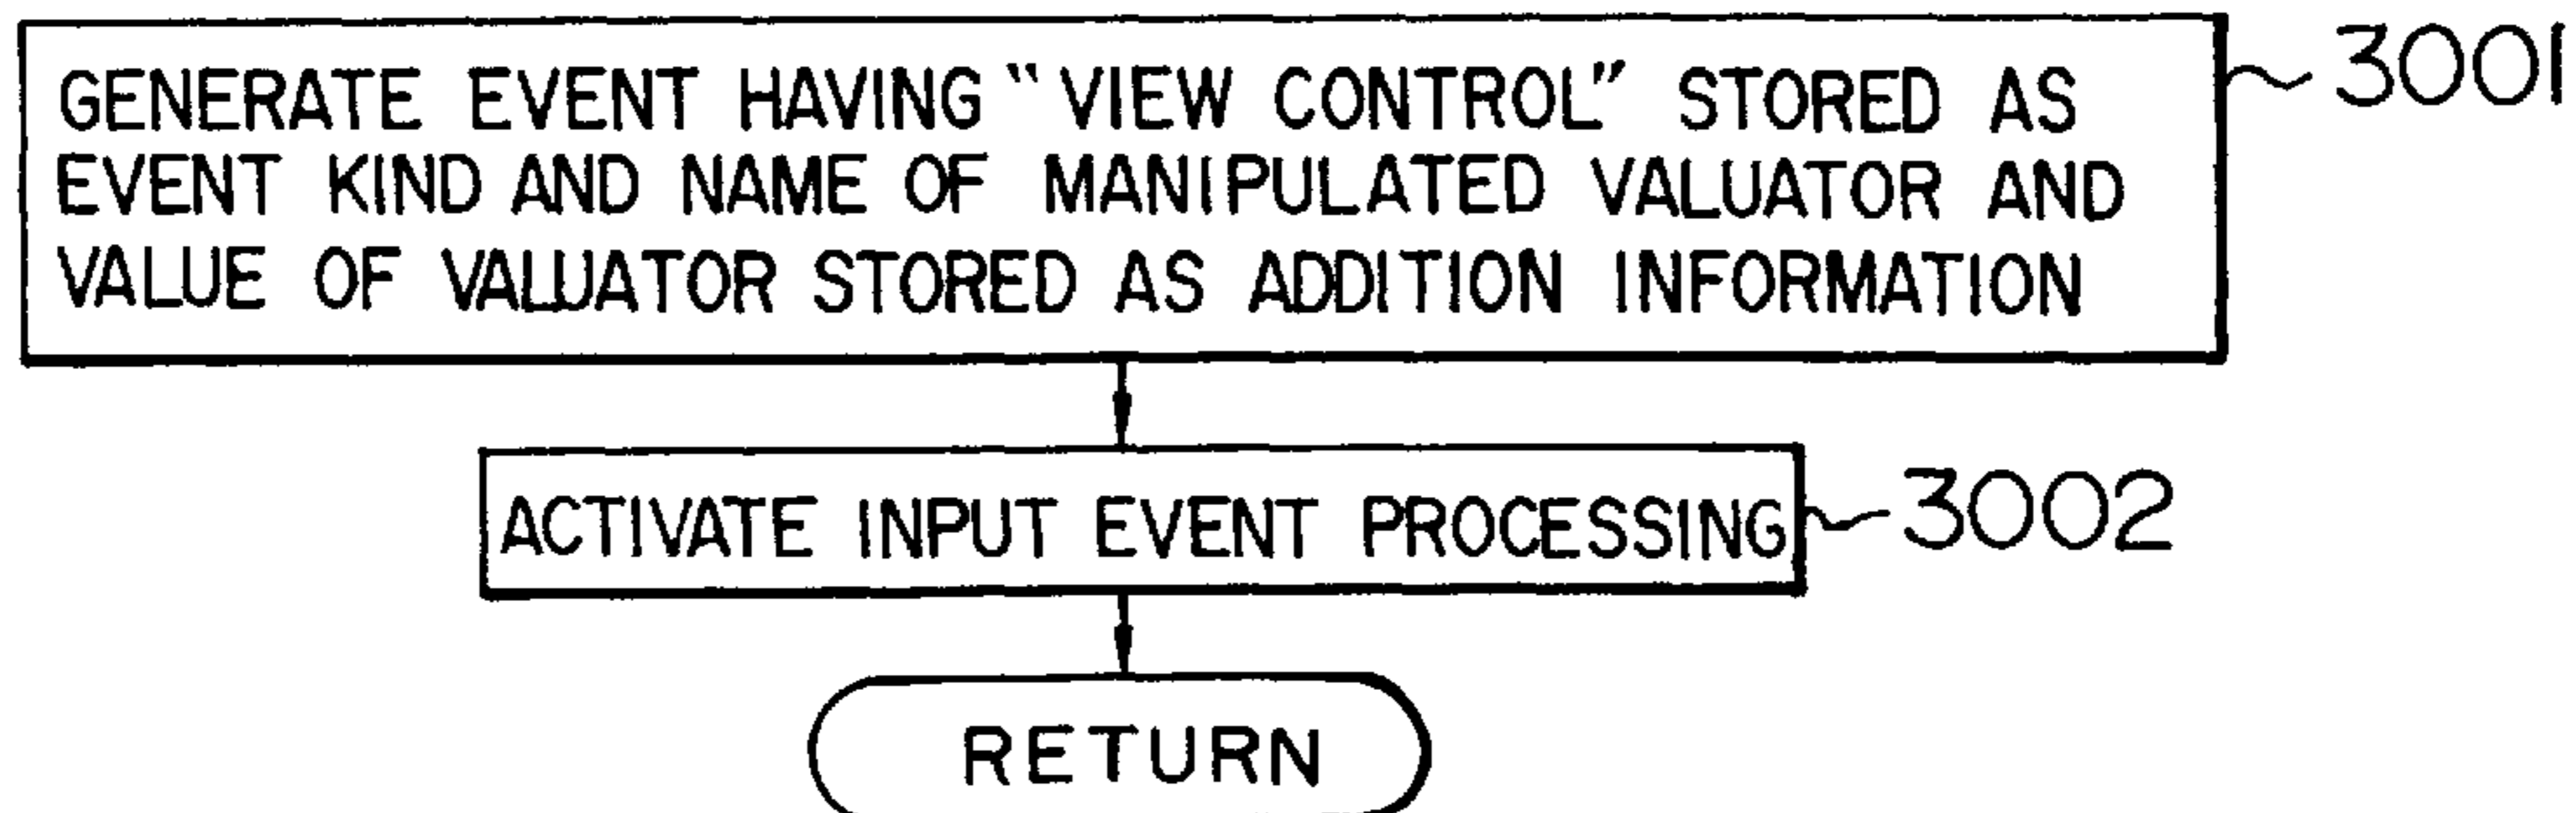 GENERATE EVENT HAVING "VIEW CONTROL" STORED AS 3001
EVENT KIND AND NAME OF MANIPULATED VALUATOR AND
VALUE OF VALUATOR STORED AS ADDITION INFORMATION
ACTIVATE INPUT EVENT PROCESSING 3002
RETURN